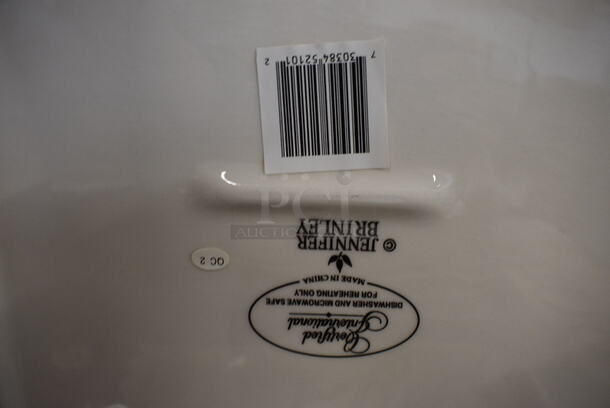 Certified
International
DISHWASHER AND MICROWAVE SAFE
FOR REHEATING ONLY
MADE IN CHINA
© JENNIFER
BRINLEY
QC 2
7 30384 52101 2
PCI
AUCTION